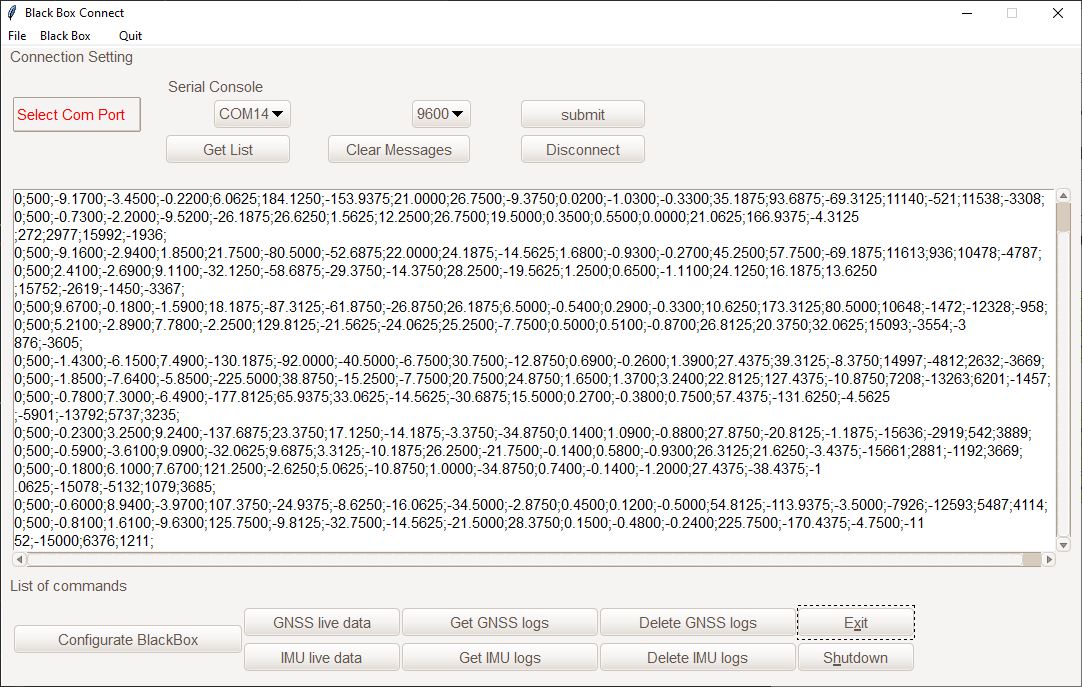 Black Box Connect
File Black Box Quit
Connection Setting
Serial Console
Select Com Port COM14 9600 submit
Get List Clear Messages Disconnect
0;500;-9.1700;-3.4500;-0.2200;6.0625;184.1250;-153.9375;21.0000;26.7500;-9.3750;0.0200;-1.0300;-0.3300;35.1875;93.6875;-69.3125;11140;-521;11538;-3308;
0;500;-0.7300;-2.2000;-9.5200;-26.1875;26.6250;1.5625;12.2500;26.7500;19.5000;0.3500;0.5500;0.0000;21.0625;166.9375;-4.3125
;272;2977;15992;-1936;
0;500;-9.1600;-2.9400;1.8500;21.7500;-80.5000;-52.6875;22.0000;24.1875;-14.5625;1.6800;-0.9300;-0.2700;45.2500;57.7500;-69.1875;11613;936;10478;-4787;
0;500;2.4100;-2.6900;9.1100;-32.1250;-58.6875;-29.3750;-14.3750;28.2500;-19.5625;1.2500;0.6500;-1.1100;24.1250;16.1875;13.6250
;15752;-2619;-1450;-3367;
0;500;9.6700;-0.1800;-1.5900;18.1875;-87.3125;-61.8750;-26.8750;26.1875;6.5000;-0.5400;0.2900;-0.3300;10.6250;173.3125;80.5000;10648;-1472;-12328;-958;
0;500;5.2100;-2.8900;7.7800;-2.2500;129.8125;-21.5625;-24.0625;25.2500;-7.7500;0.5000;0.5100;-0.8700;26.8125;20.3750;32.0625;15093;-3554;-3
876;-3605;
0;500;-1.4300;-6.1500;7.4900;-130.1875;-92.0000;-40.5000;-6.7500;30.7500;-12.8750;0.6900;-0.2600;1.3900;27.4375;39.3125;-8.3750;14997;-4812;2632;-3669;
0;500;-1.8500;-7.6400;-5.8500;-225.5000;38.8750;-15.2500;-7.7500;20.7500;24.8750;1.6500;1.3700;3.2400;22.8125;127.4375;-10.8750;7208;-13263;6201;-1457;
0;500;-0.7800;7.3000;-6.4900;-177.8125;65.9375;33.0625;-14.5625;-30.6875;15.5000;0.2700;-0.3800;0.7500;57.4375;-131.6250;-4.5625
;-5901;-13792;5737;3235;
0;500;-0.2300;3.2500;9.2400;-137.6875;23.3750;17.1250;-14.1875;-3.3750;-34.8750;0.1400;1.0900;-0.8800;27.8750;-20.8125;-1.1875;-15636;-2919;542;3889;
0;500;-0.5900;-3.6100;9.0900;-32.0625;9.6875;3.3125;-10.1875;26.2500;-21.7500;-0.1400;0.5800;-0.9300;26.3125;21.6250;-3.4375;-15661;2881;-1192;3669;
0;500;-0.1800;6.1000;7.6700;121.2500;-2.6250;5.0625;-10.8750;1.0000;-34.8750;0.7400;-0.1400;-1.2000;27.4375;-38.4375;-1
.0625;-15078;-5132;1079;3685;
0;500;-0.6000;8.9400;-3.9700;107.3750;-24.9375;-8.6250;-16.0625;-34.5000;-2.8750;0.4500;0.1200;-0.5000;54.8125;-113.9375;-3.5000;-7926;-12593;5487;4114;
0;500;-0.8100;1.6100;-9.6300;125.7500;-9.8125;-32.7500;-14.5625;-21.5000;28.3750;0.1500;-0.4800;-0.2400;225.7500;-170.4375;-4.7500;-11
52;-15000;6376;1211;
List of commands
GNSS live data Get GNSS logs Delete GNSS logs Exit
Configurate BlackBox
IMU live data Get IMU logs Delete IMU logs Shutdown